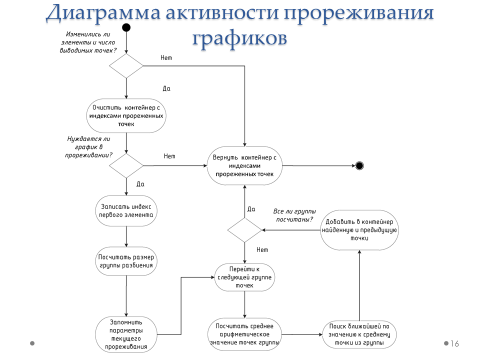 Диаграмма активности прореживания
графиков
Изменились ли
элементы и число
выводимых точек?
Нет
Да
Очистить контейнер с
индексами прореженных
точек
Нуждается ли
график в
прореживании?
Нет
Да
Вернуть контейнер с
индексами
прореженных точек
Записать индекс
первого элемента
Да
Все ли группы
посчитаны?
Добавить в контейнер
найденную и предыдущую
точки
Нет
Посчитать размер
группы разбиения
Перейти к
следующей группе
точек
Запомнить
параметры
текущего
прореживания
Посчитать среднее
арифметическое
значение точек группы
Поиск ближайшей по
значению к среднему
точки из группы
16